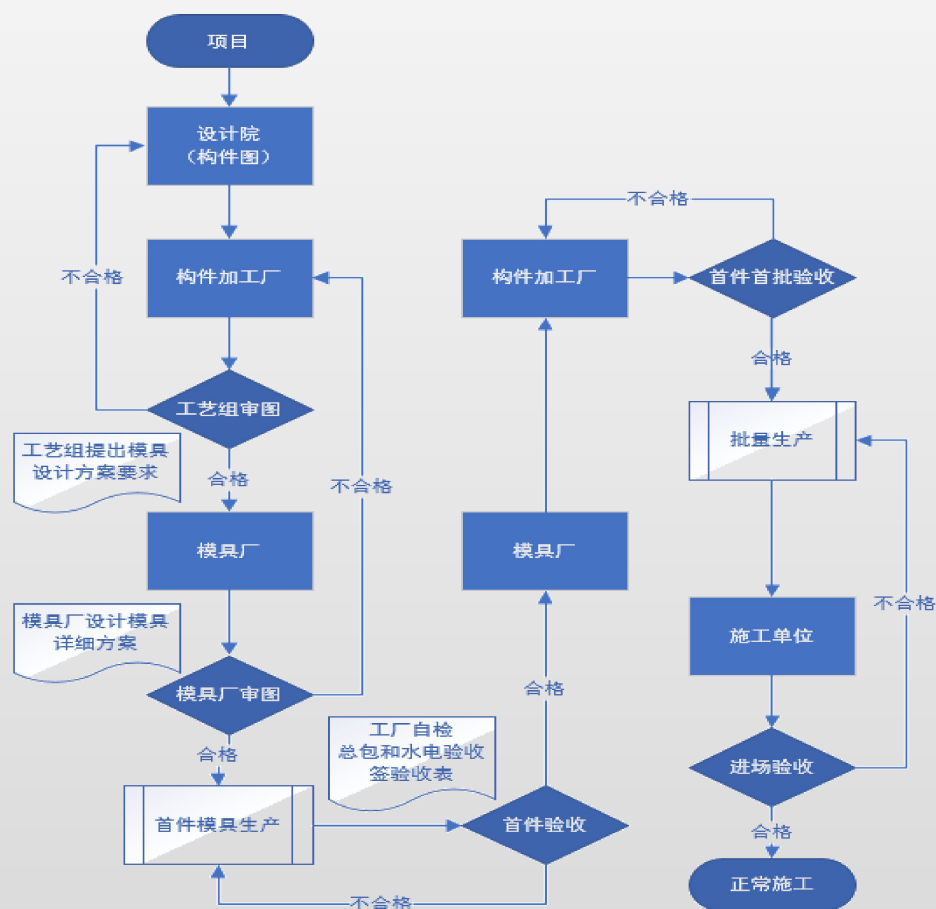 项目
设计院
（构件图）
不合格
构件加工厂
工艺组审图
工艺组提出模具
设计方案要求
合格
不合格
模具厂
模具厂设计模具
详细方案
模具厂审图
合格
首件模具生产
工厂自检
总包和水电验收
签验收表
首件验收
不合格
合格
模具厂
构件加工厂
不合格
首件首批验收
合格
批量生产
施工单位
不合格
进场验收
合格
正常施工